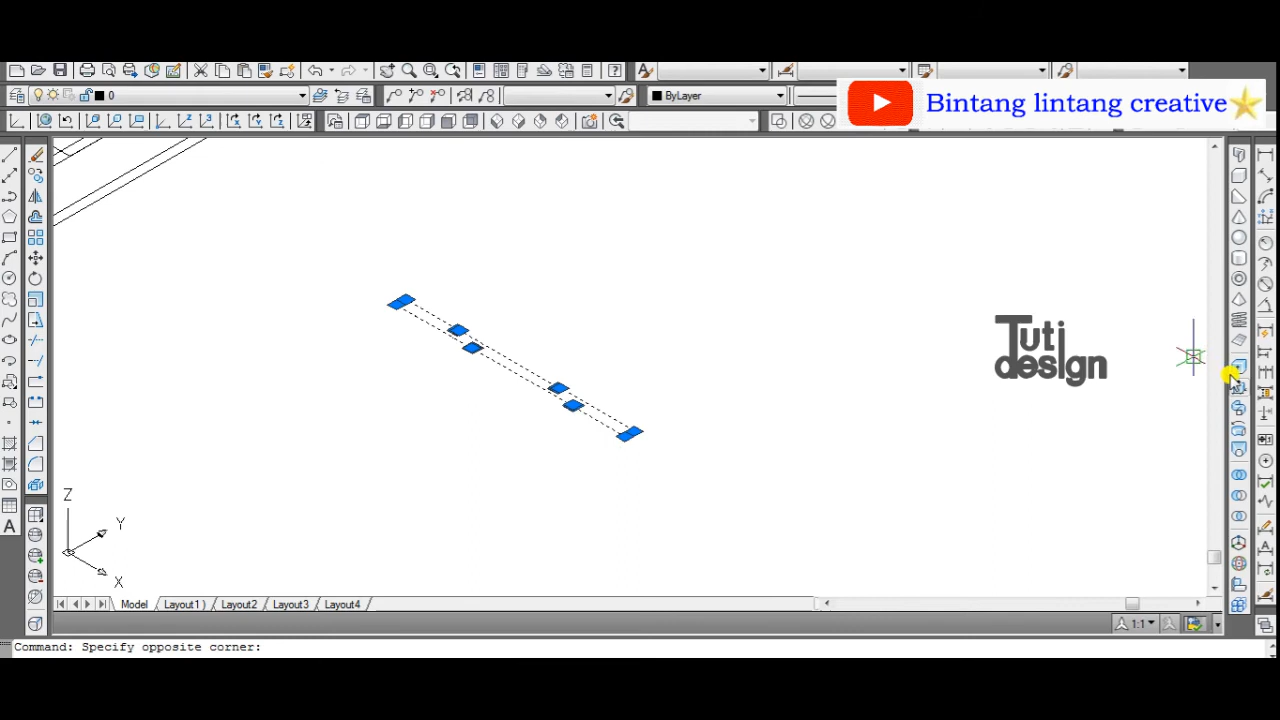 0
ByLayer
Bintang lintang creative
Tuti
design
Z
Y
X
A
Model Layout1 ) Layout2 Layout3 Layout4
1:1
Command: Specify opposite corner: